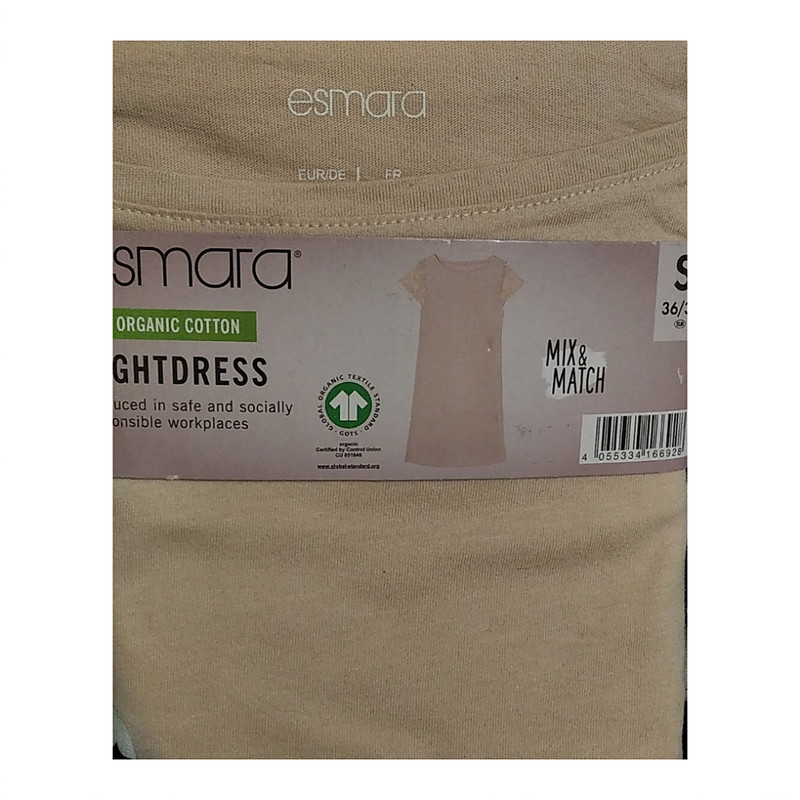 esmara
EUR/DE FR
smara®
S
36/3
EUR
ORGANIC COTTON
GHTDRESS
uced in safe and socially
onsible workplaces
GLOBAL ORGANIC TEXTILE STANDARD
· GOTS ·
organic
Certified by Control Union
CU 851846
www.global-standard.org
MIX &
MATCH
4 055334 166928